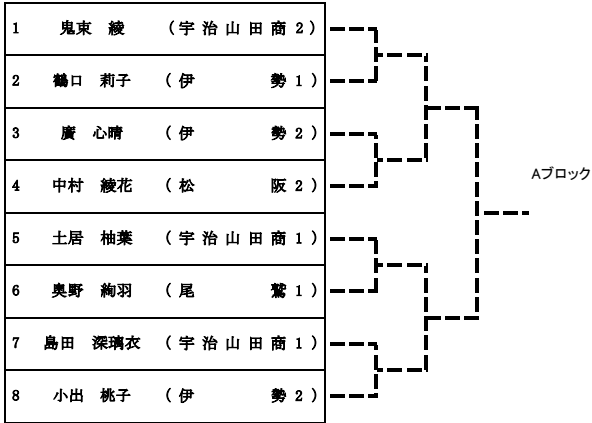 1 鬼束 綾 (宇治山田商2)
2 鶴口 莉子 (伊勢1)
3 廣 心晴 (伊勢2)
4 中村 綾花 (松阪2)
Aブロック
5 土居 柚葉 (宇治山田商1)
6 奥野 絢羽 (尾鷲1)
7 島田 深璃衣 (宇治山田商1)
8 小出 桃子 (伊勢2)